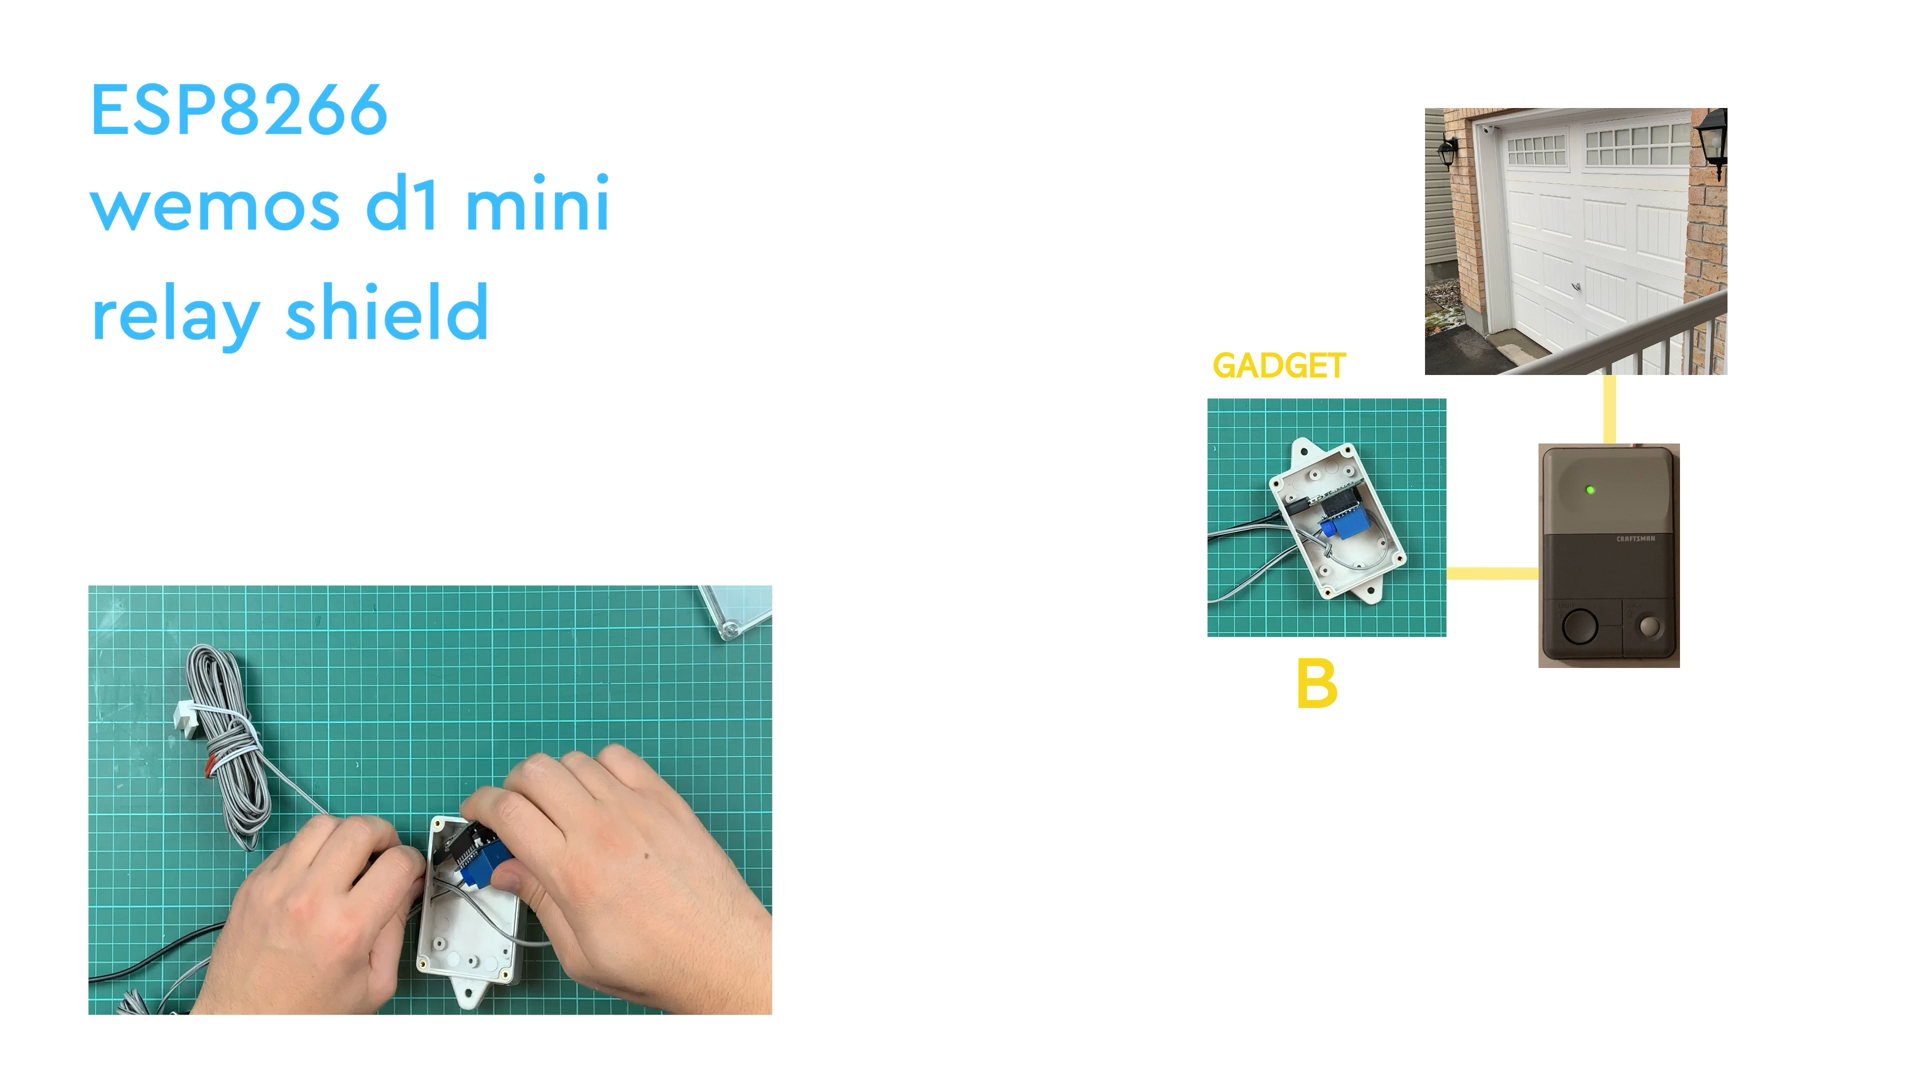 ESP8266
wemos d1 mini
relay shield
GADGET
CRAFTSMAN
B